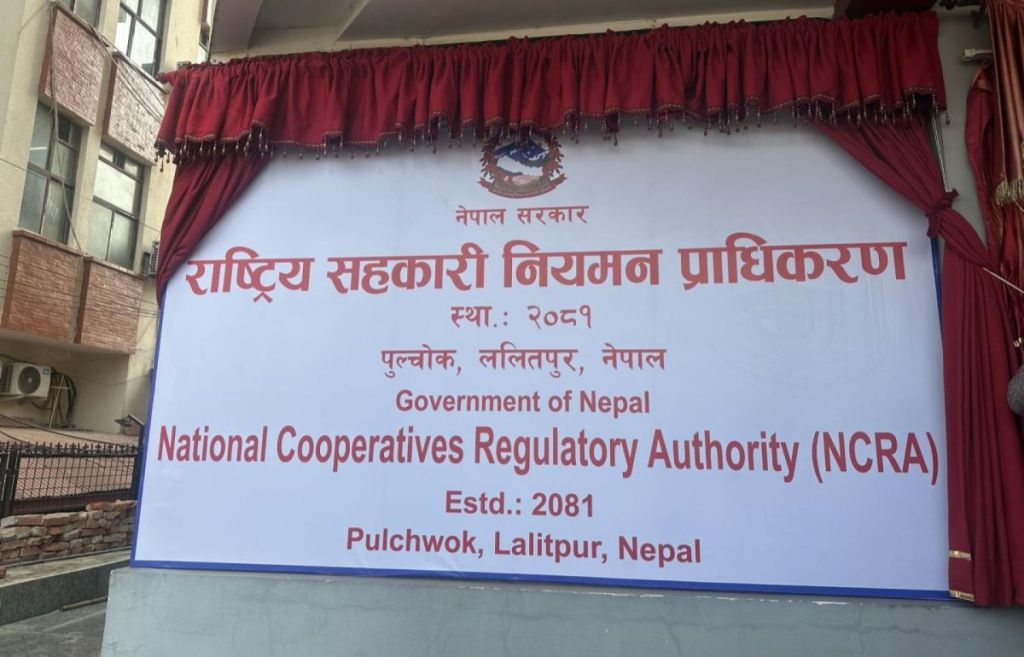 नेपाल सरकार
राष्ट्रिय सहकारी नियमन प्राधिकरण
स्था.: २०८१
पुल्चोक, ललितपुर, नेपाल
Government of Nepal
National Cooperatives Regulatory Authority (NCRA)
Estd.: 2081
Pulchwok, Lalitpur, Nepal